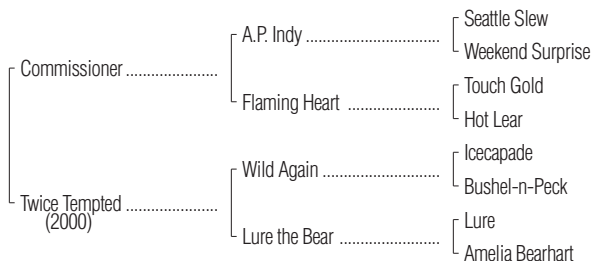 Seattle Slew
A.P. Indy ..................................
Weekend Surprise
Commissioner .......................
Touch Gold
Flaming Heart .......................
Hot Lear
Icecapade
Wild Again ...............................
Bushel-n-Peck
Twice Tempted .......................
(2000)
Lure
Lure the Bear .........................
Amelia Bearhart